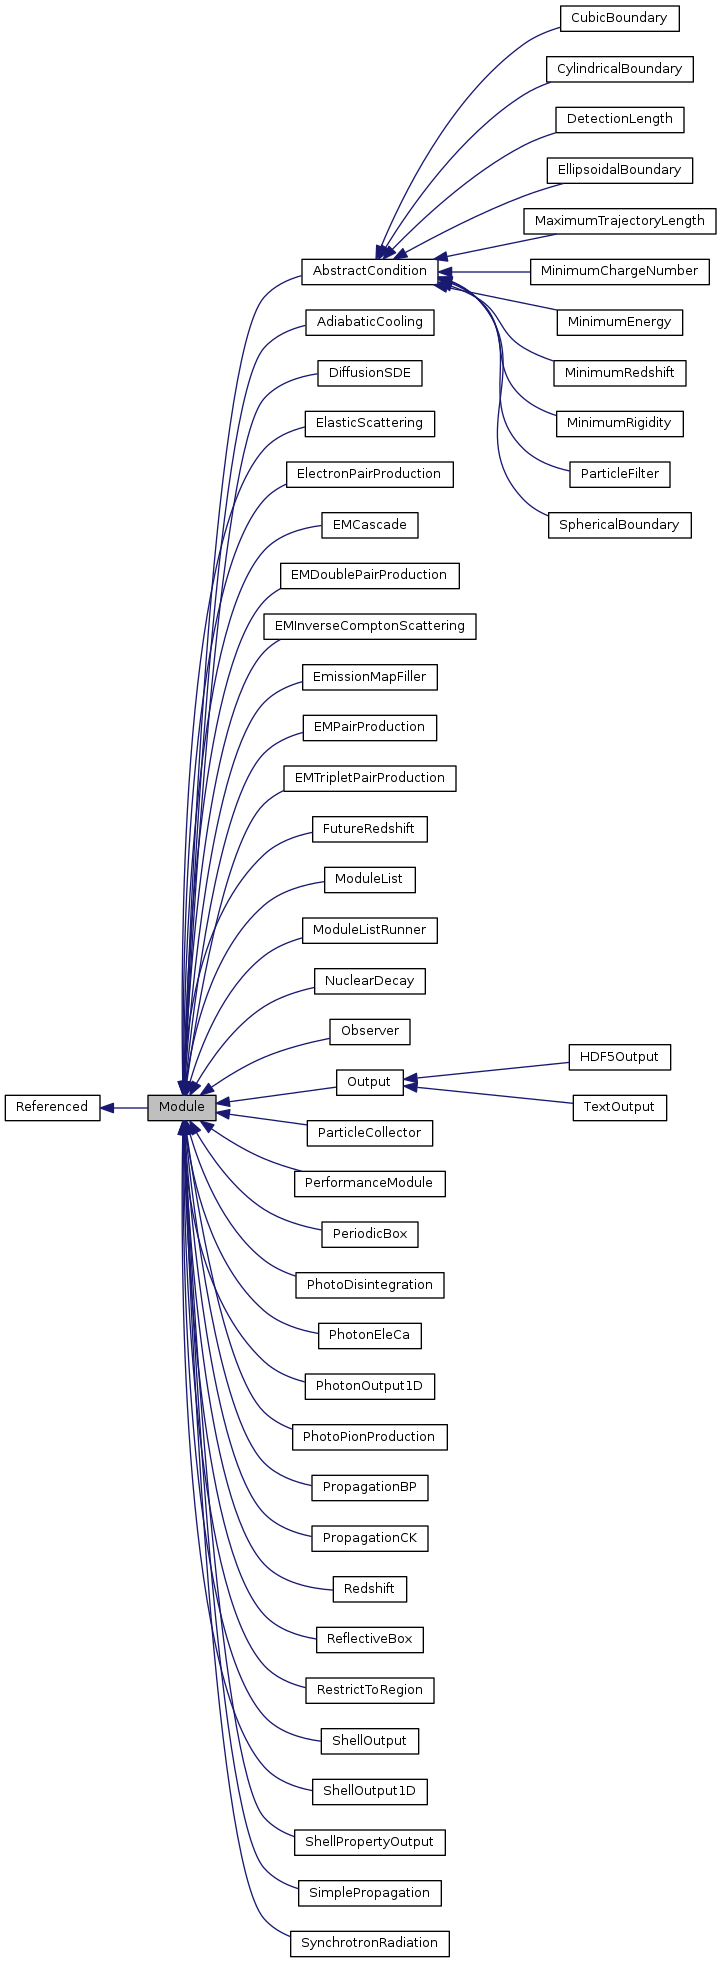 CubicBoundary
CylindricalBoundary
DetectionLength
EllipsoidalBoundary
MaximumTrajectoryLength
AbstractCondition
MinimumChargeNumber
AdiabaticCooling
MinimumEnergy
DiffusionSDE
MinimumRedshift
ElasticScattering
MinimumRigidity
ElectronPairProduction
ParticleFilter
EMCascade
SphericalBoundary
EMDoublePairProduction
EMInverseComptonScattering
EmissionMapFiller
EMPairProduction
EMTripletPairProduction
FutureRedshift
ModuleList
ModuleListRunner
NuclearDecay
Observer
HDF5Output
Output
Referenced
Module
TextOutput
ParticleCollector
PerformanceModule
PeriodicBox
PhotoDisintegration
PhotonEleCa
PhotonOutput1D
PhotoPionProduction
PropagationBP
PropagationCK
Redshift
ReflectiveBox
RestrictToRegion
ShellOutput
ShellOutput1D
ShellPropertyOutput
SimplePropagation
SynchrotronRadiation